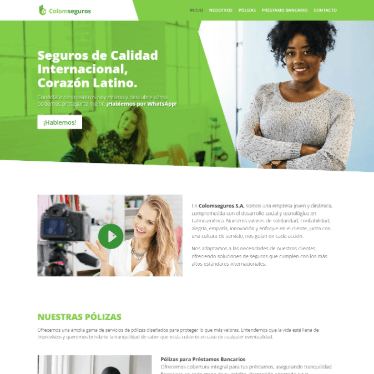 Colomseguros
INICIO NOSOTROS PÓLIZAS PRÉSTAMO BANCARIO CONTACTO
Seguros de Calidad
Internacional,
Corazón Latino.
¡Hablemos por WhatsApp!
¡Hablemos!
En Colomseguros S.A. somos una empresa joven y dinámica,
comprometida con el desarrollo social y tecnológico en
Latinoamérica. Nuestros valores de solidaridad, confiabilidad,
alegría, empatía, innovación y enfoque en el cliente, junto con
una cultura de servicio, nos guían en cada acción.
Nos adaptamos a las necesidades de nuestros clientes,
ofreciendo soluciones de seguros que cumplen con los más
altos estándares internacionales.
NUESTRAS PÓLIZAS
Ofrecemos una amplia gama de servicios de pólizas diseñados para proteger lo que más valoras. Entendemos que la vida está llena de
imprevistos y queremos brindarte la tranquilidad de saber que estás cubierto en caso de cualquier eventualidad.
Pólizas para Préstamos Bancarios
Ofrecemos cobertura integral para tus préstamos, asegurando tranquilidad